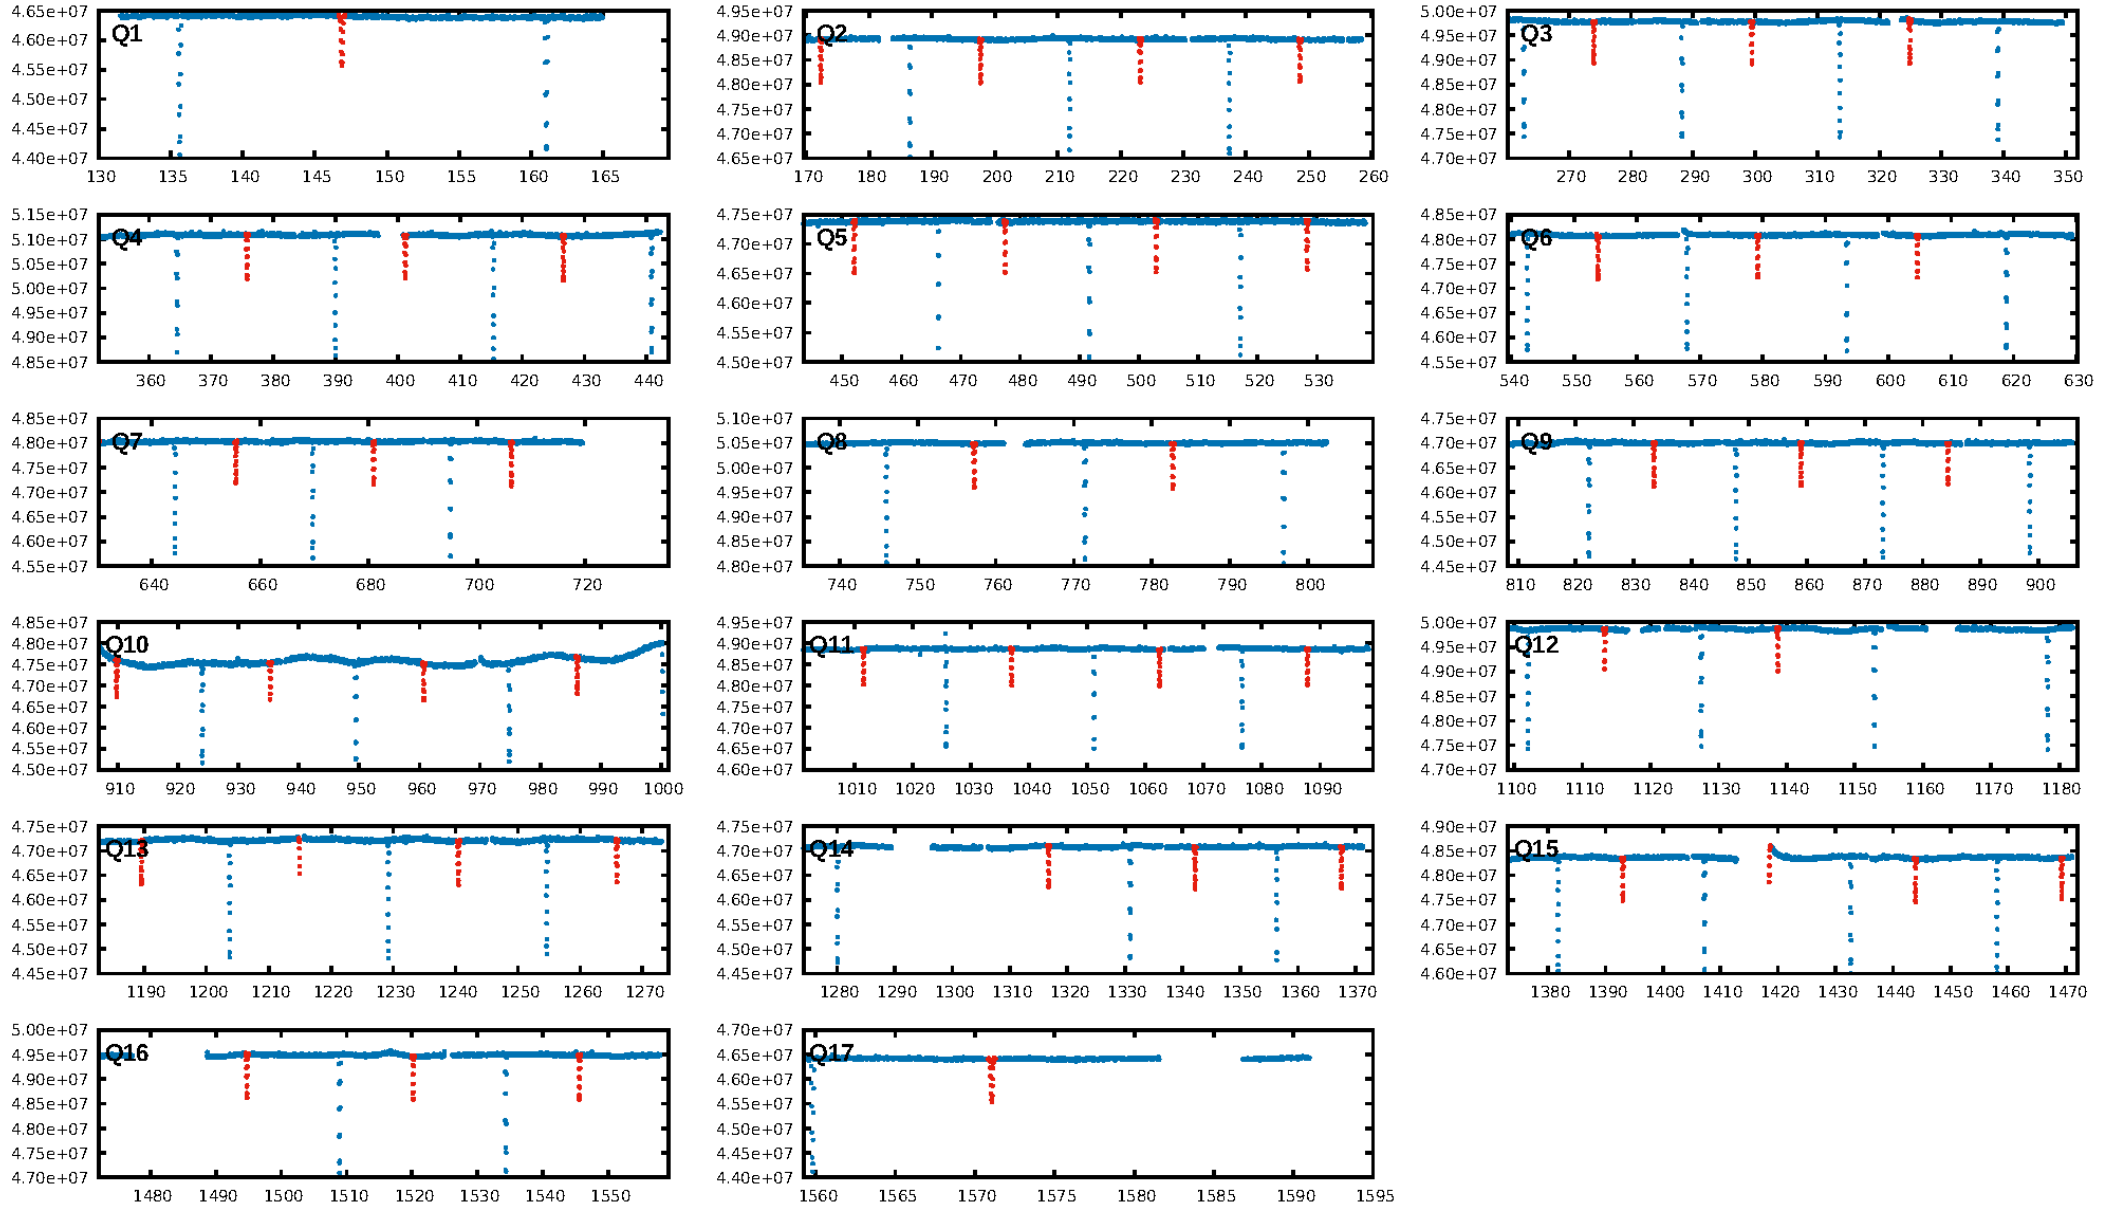 4.65e+07 4.60e+07 4.55e+07 4.50e+07 4.45e+07 4.40e+07
Q1
130 135 140 145 150 155 160 165
4.95e+07 4.90e+07 4.85e+07 4.80e+07 4.75e+07 4.70e+07 4.65e+07
Q2
170 180 190 200 210 220 230 240 250 260
5.00e+07 4.95e+07 4.90e+07 4.85e+07 4.80e+07 4.75e+07 4.70e+07
Q3
270 280 290 300 310 320 330 340 350
5.15e+07 5.10e+07 5.05e+07 5.00e+07 4.95e+07 4.90e+07 4.85e+07
Q4
360 370 380 390 400 410 420 430 440
4.75e+07 4.70e+07 4.65e+07 4.60e+07 4.55e+07 4.50e+07
Q5
450 460 470 480 490 500 510 520 530
4.85e+07 4.80e+07 4.75e+07 4.70e+07 4.65e+07 4.60e+07 4.55e+07
Q6
540 550 560 570 580 590 600 610 620 630
4.85e+07 4.80e+07 4.75e+07 4.70e+07 4.65e+07 4.60e+07 4.55e+07
Q7
640 660 680 700 720
5.10e+07 5.05e+07 5.00e+07 4.95e+07 4.90e+07 4.85e+07 4.80e+07
Q8
740 750 760 770 780 790 800
4.75e+07 4.70e+07 4.65e+07 4.60e+07 4.55e+07 4.50e+07 4.45e+07
Q9
810 820 830 840 850 860 870 880 890 900
4.85e+07 4.80e+07 4.75e+07 4.70e+07 4.65e+07 4.60e+07 4.55e+07 4.50e+07
Q10
910 920 930 940 950 960 970 980 990 1000
4.95e+07 4.90e+07 4.85e+07 4.80e+07 4.75e+07 4.70e+07 4.65e+07 4.60e+07
Q11
1010 1020 1030 1040 1050 1060 1070 1080 1090
5.00e+07 4.95e+07 4.90e+07 4.85e+07 4.80e+07 4.75e+07 4.70e+07
Q12
1100 1110 1120 1130 1140 1150 1160 1170 1180
4.75e+07 4.70e+07 4.65e+07 4.60e+07 4.55e+07 4.50e+07 4.45e+07
Q13
1190 1200 1210 1220 1230 1240 1250 1260 1270
4.75e+07 4.70e+07 4.65e+07 4.60e+07 4.55e+07 4.50e+07 4.45e+07
Q14
1280 1290 1300 1310 1320 1330 1340 1350 1360 1370
4.90e+07 4.85e+07 4.80e+07 4.75e+07 4.70e+07 4.65e+07 4.60e+07
Q15
1380 1390 1400 1410 1420 1430 1440 1450 1460 1470
5.00e+07 4.95e+07 4.90e+07 4.85e+07 4.80e+07 4.75e+07 4.70e+07
Q16
1480 1490 1500 1510 1520 1530 1540 1550
4.70e+07 4.65e+07 4.60e+07 4.55e+07 4.50e+07 4.45e+07 4.40e+07
Q17
1560 1565 1570 1575 1580 1585 1590 1595